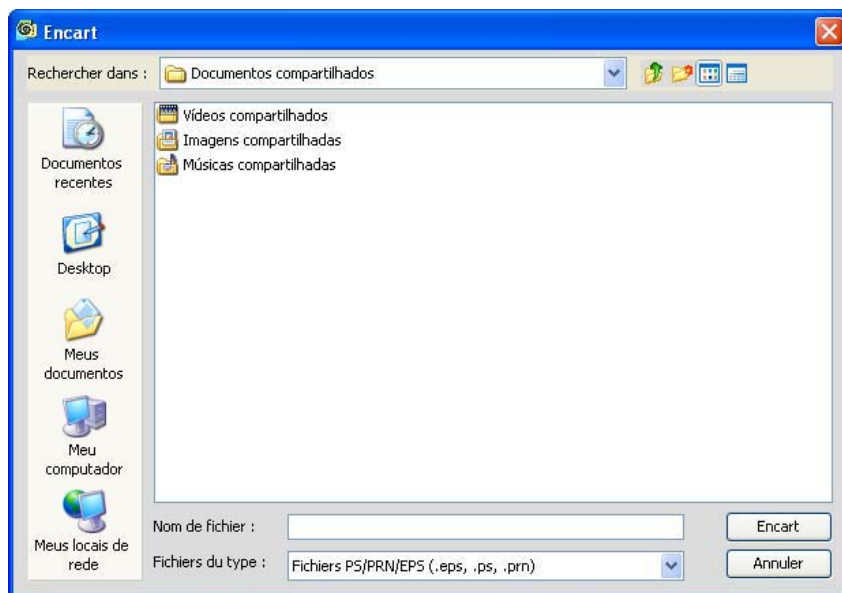 Encart
Rechercher dans :
Documentos compartilhados
Documentos
recentes
Desktop
Meus
documentos
Meu
computador
Meus locais de
rede
Vídeos compartilhados
Imagens compartilhadas
Músicas compartilhadas
Nom de fichier :
Encart
Fichiers du type :
Fichiers PS/PRN/EPS (.eps, .ps, .prn)
Annuler